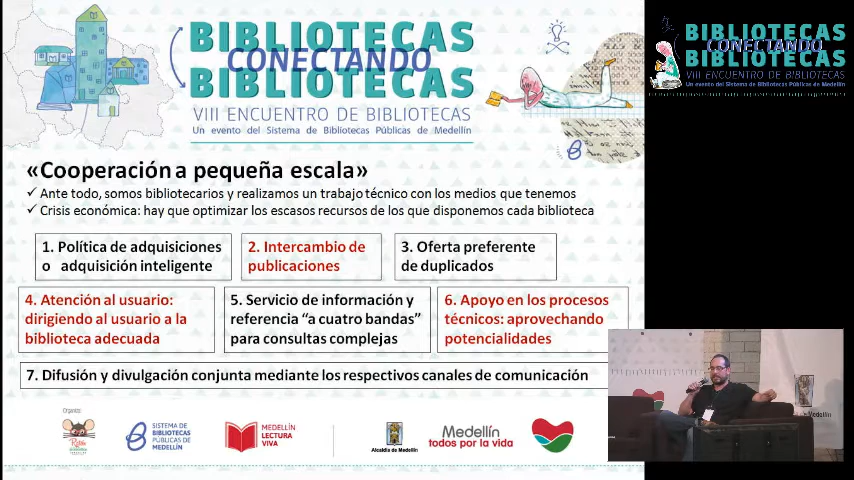 BIBLIOTECAS
CONECTANDO
BIBLIOTECAS
VIII ENCUENTRO DE BIBLIOTECAS
Un evento del Sistema de Bibliotecas Públicas de Medellín
BIBLIOTECAS
CONECTANDO
BIBLIOTECAS
VIII ENCUENTRO DE BIBLIOTECAS
Un evento del Sistema de Bibliotecas Públicas de Medellín
«Cooperación a pequeña escala»
✓ Ante todo, somos bibliotecarios y realizamos un trabajo técnico con los medios que tenemos
✓ Crisis económica: hay que optimizar los escasos recursos de los que disponemos cada biblioteca
1. Política de adquisiciones
o adquisición inteligente
2. Intercambio de
publicaciones
3. Oferta preferente
de duplicados
4. Atención al usuario:
dirigiendo al usuario a la
biblioteca adecuada
5. Servicio de información y
referencia “a cuatro bandas”
para consultas complejas
6. Apoyo en los procesos
técnicos: aprovechando
potencialidades
7. Difusión y divulgación conjunta mediante los respectivos canales de comunicación
SISTEMA DE
BIBLIOTECAS
PÚBLICAS DE
MEDELLÍN
MEDELLÍN
LECTURA
VIVA
Alcaldía de Medellín
Medellín
todos por la vida
Medellín